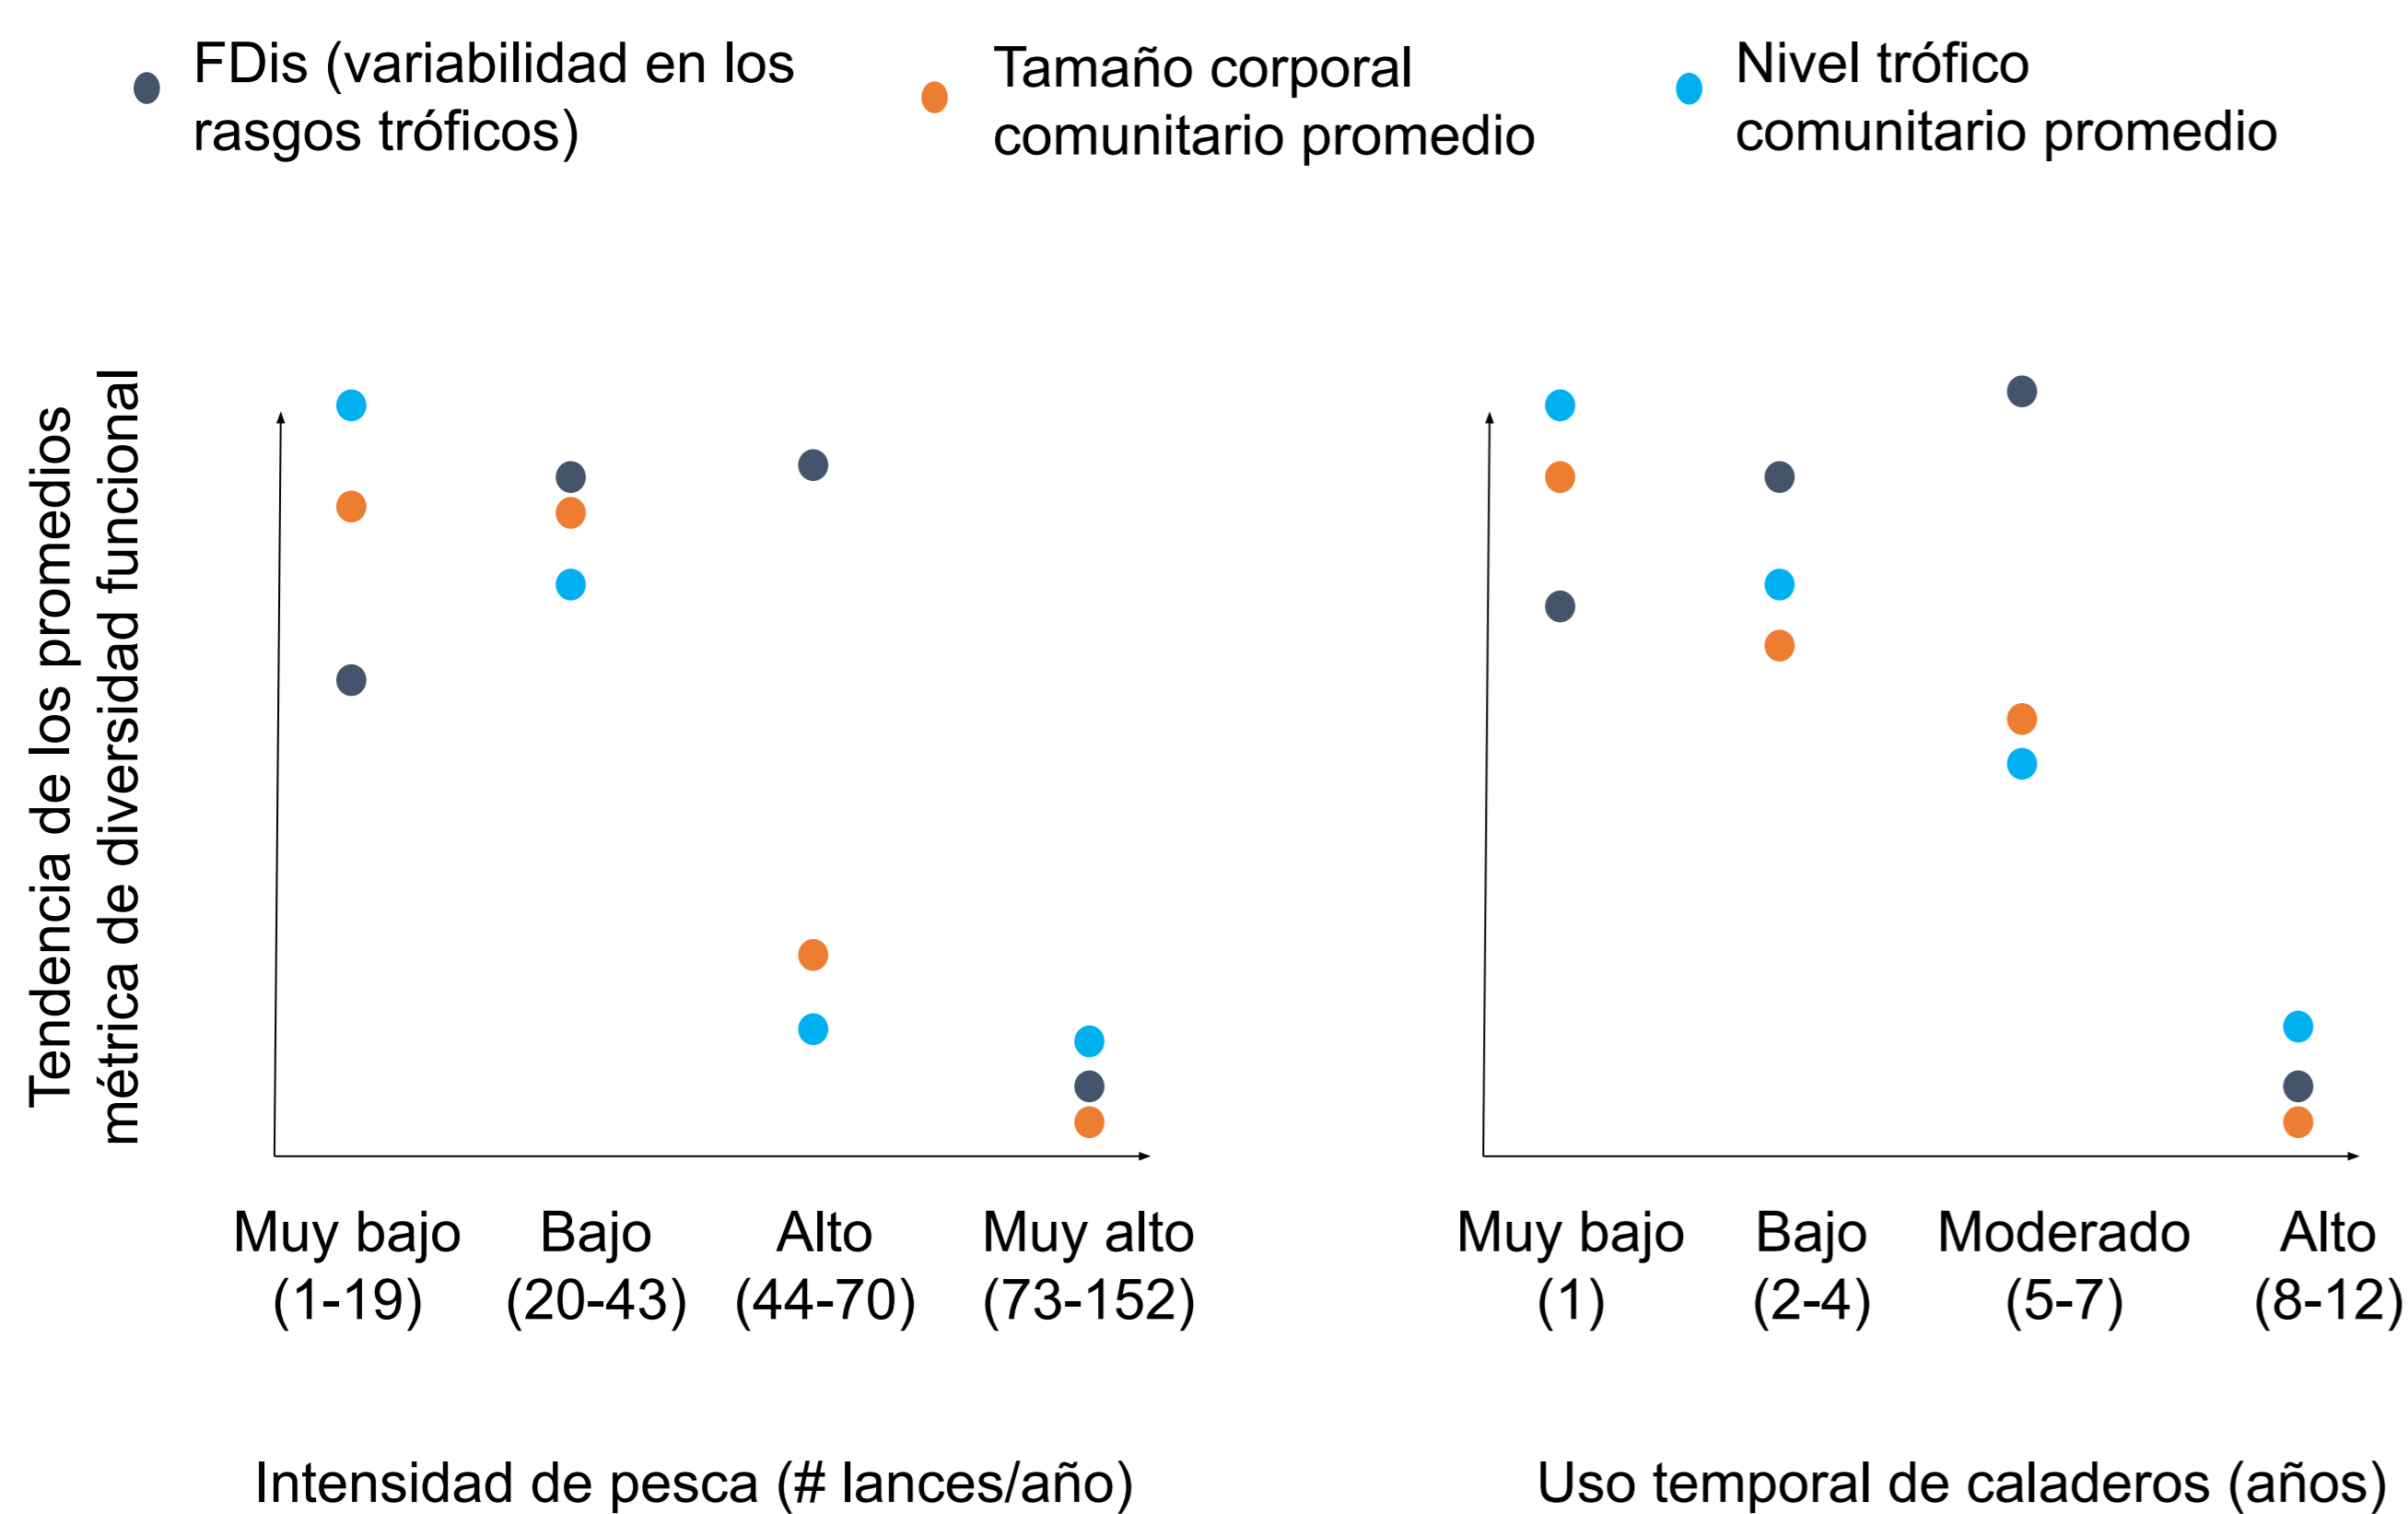 FDis (variabilidad en los
rasgos tróficos)
Tamaño corporal
comunitario promedio
Nivel trófico
comunitario promedio
Tendencia de los promedios
métrica de diversidad funcional
Muy bajo
(1-19)
Bajo
(20-43)
Alto
(44-70)
Muy alto
(73-152)
Intensidad de pesca (# lances/año)
Muy bajo
(1)
Bajo
(2-4)
Moderado
(5-7)
Alto
(8-12)
Uso temporal de caladeros (años)